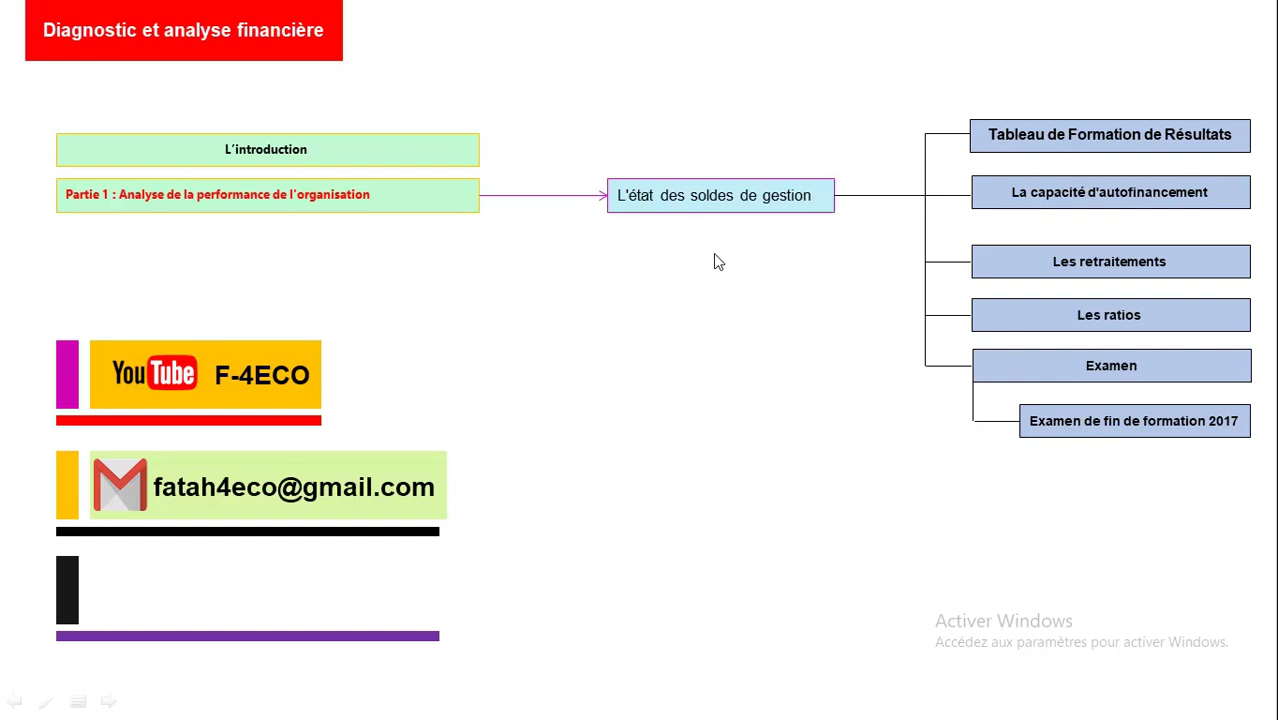 Diagnostic et analyse financière
L'introduction
Partie 1 : Analyse de la performance de l'organisation
L'état des soldes de gestion
Tableau de Formation de Résultats
La capacité d'autofinancement
Les retraitements
Les ratios
Examen
Examen de fin de formation 2017
YouTube F-4ECO
fatah4eco@gmail.com
Activer Windows
Accédez aux paramètres pour activer Windows.